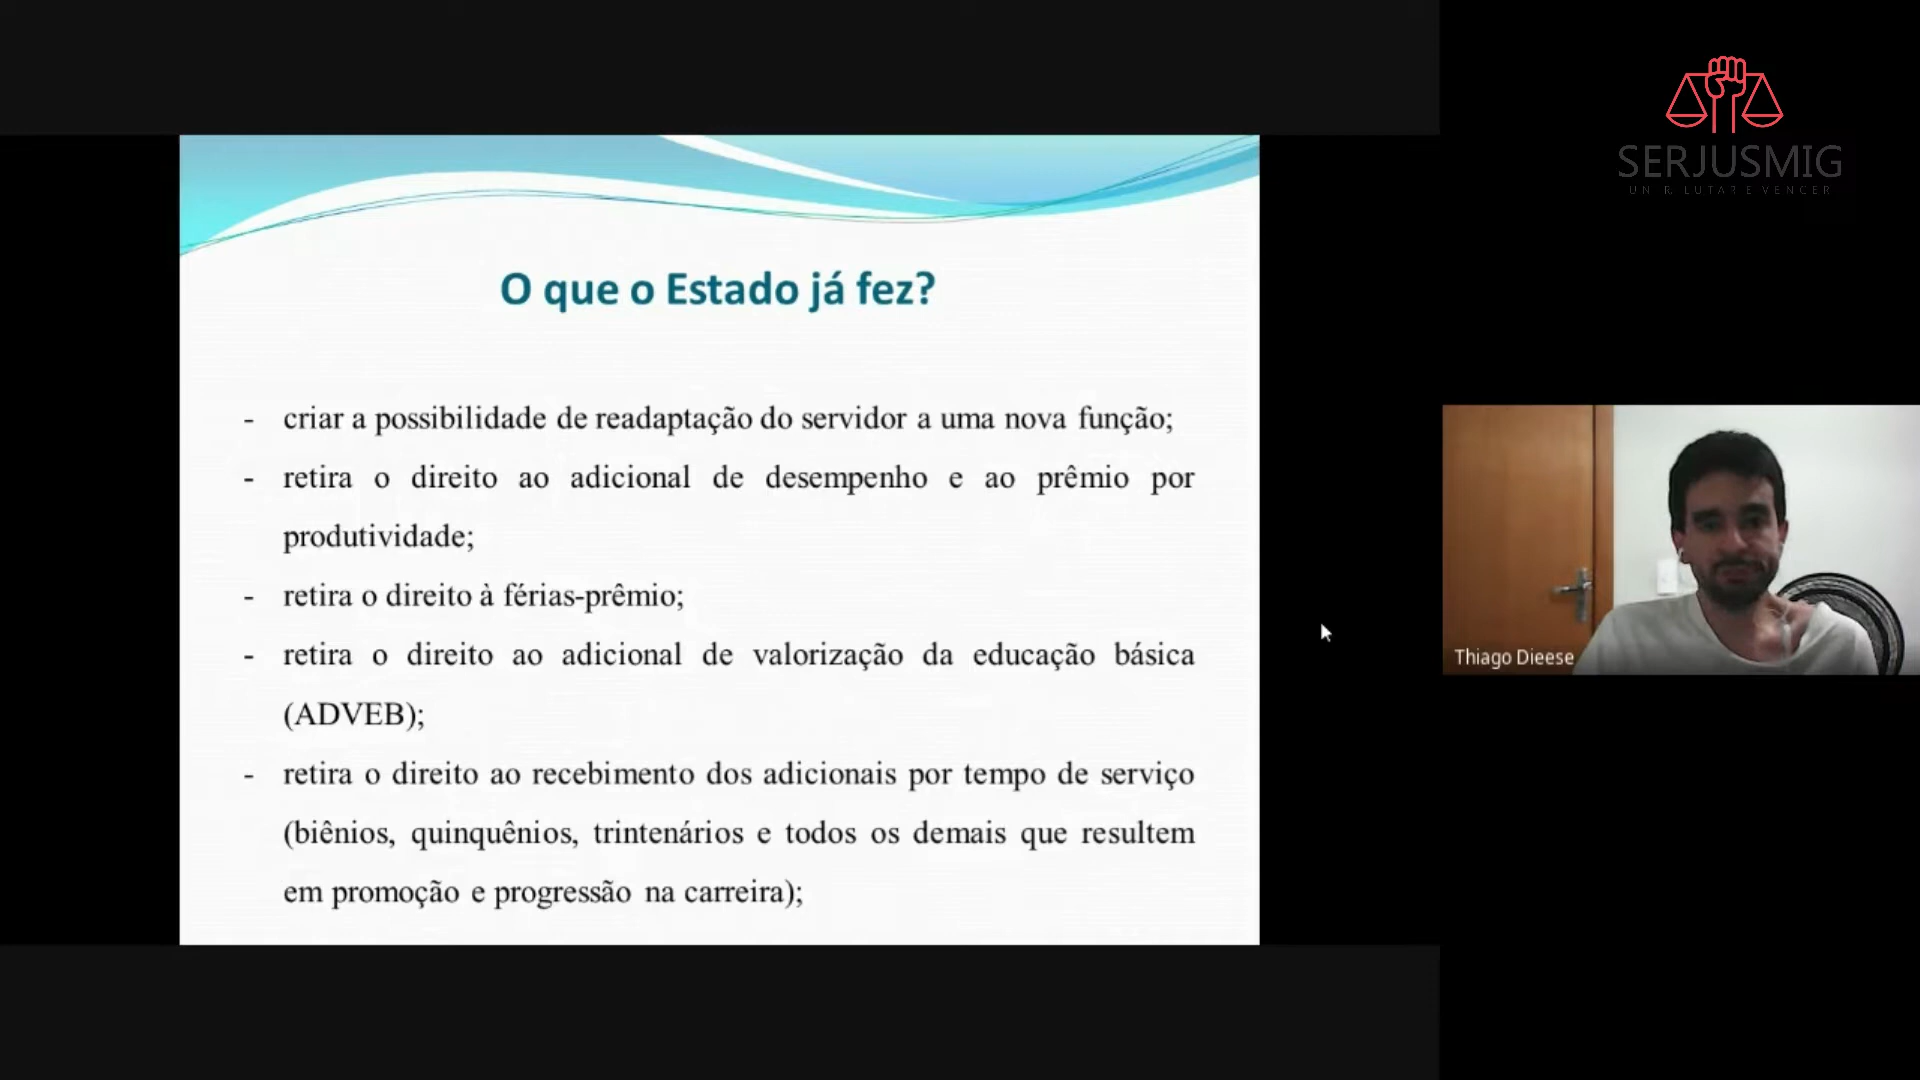 SERJUSMIG
UNIR, LUTAR E VENCER
O que o Estado já fez?
- criar a possibilidade de readaptação do servidor a uma nova função;
- retira o direito ao adicional de desempenho e ao prêmio por
produtividade;
- retira o direito à férias-prêmio;
- retira o direito ao adicional de valorização da educação básica
(ADVEB);
- retira o direito ao recebimento dos adicionais por tempo de serviço
(biênios, quinquênios, trintenários e todos os demais que resultem
em promoção e progressão na carreira);
Thiago Dieese